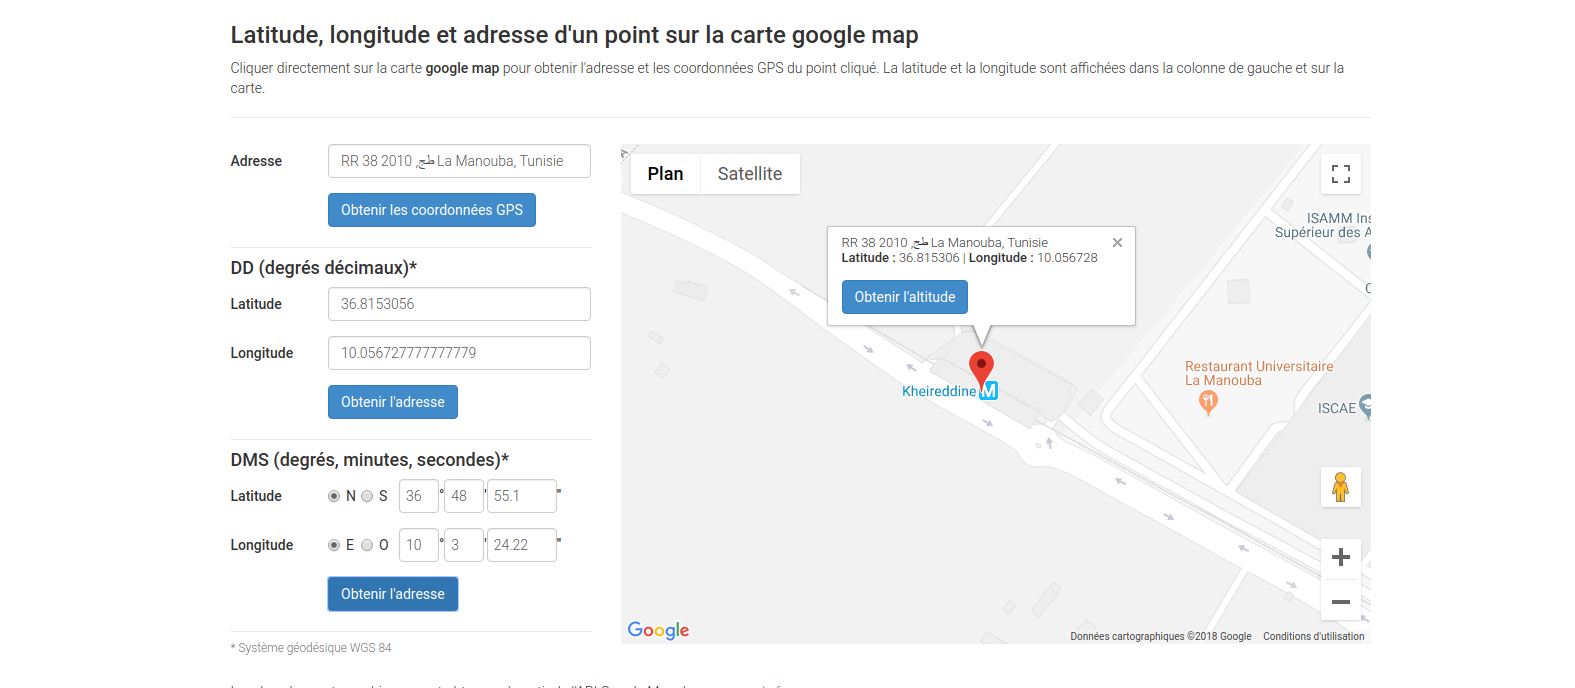 Latitude, longitude et adresse d'un point sur la carte google map
Cliquer directement sur la carte google map pour obtenir l'adresse et les coordonnées GPS du point cliqué. La latitude et la longitude sont affichées dans la colonne de gauche et sur la
carte.
Adresse
RR 38 2010 ,طج La Manouba, Tunisie
Obtenir les coordonnées GPS
DD (degrés décimaux)*
Latitude
36.8153056
Longitude
10.056727777777779
Obtenir l'adresse
DMS (degrés, minutes, secondes)*
Latitude
N S 36 ° 48 ' 55.1 "
Longitude
E O 10 ° 3 ' 24.22 "
Obtenir l'adresse
* Système géodésique WGS 84
Plan Satellite
RR 38 2010 ,طج La Manouba, Tunisie
Latitude : 36.815306 | Longitude : 10.056728
Obtenir l'altitude
Kheireddine M
ISAMM Ins
Supérieur des A
Restaurant Universitaire
La Manouba
ISCAE
Google
Données cartographiques ©2018 Google Conditions d'utilisation